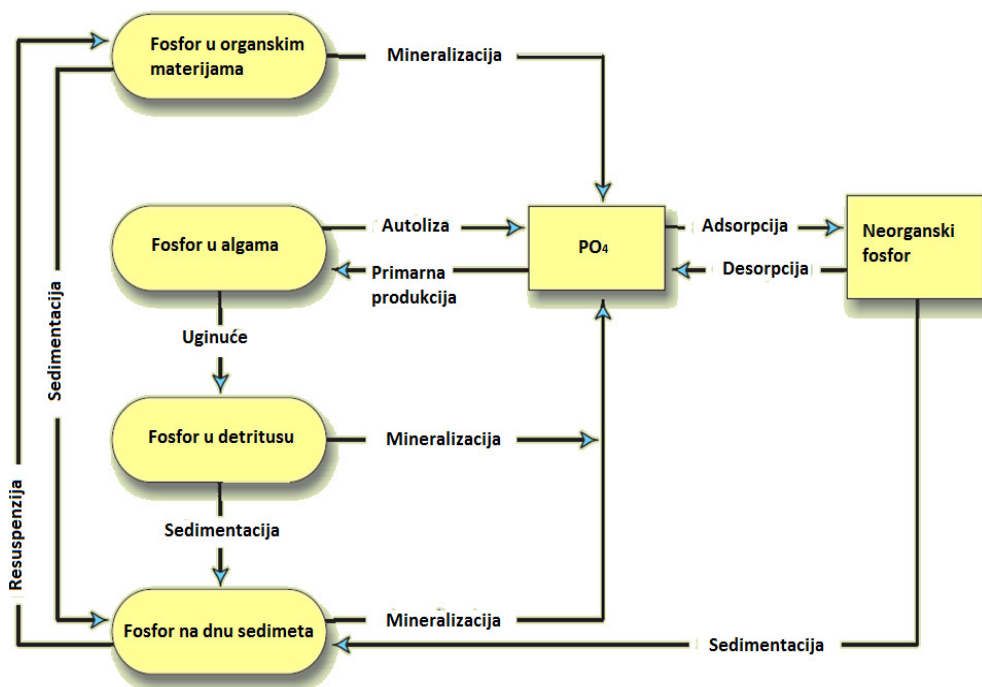 Fosfor u organskim
materijama
Mineralizacija
Fosfor u algama
Autoliza
Primarna
produkcija
PO₄
Adsorpcija
Desorpcija
Neorganski
fosfor
Uginuće
Sedimentacija
Fosfor u detritusu
Mineralizacija
Sedimentacija
Resuspenzija
Fosfor na dnu sedimeta
Mineralizacija
Sedimentacija